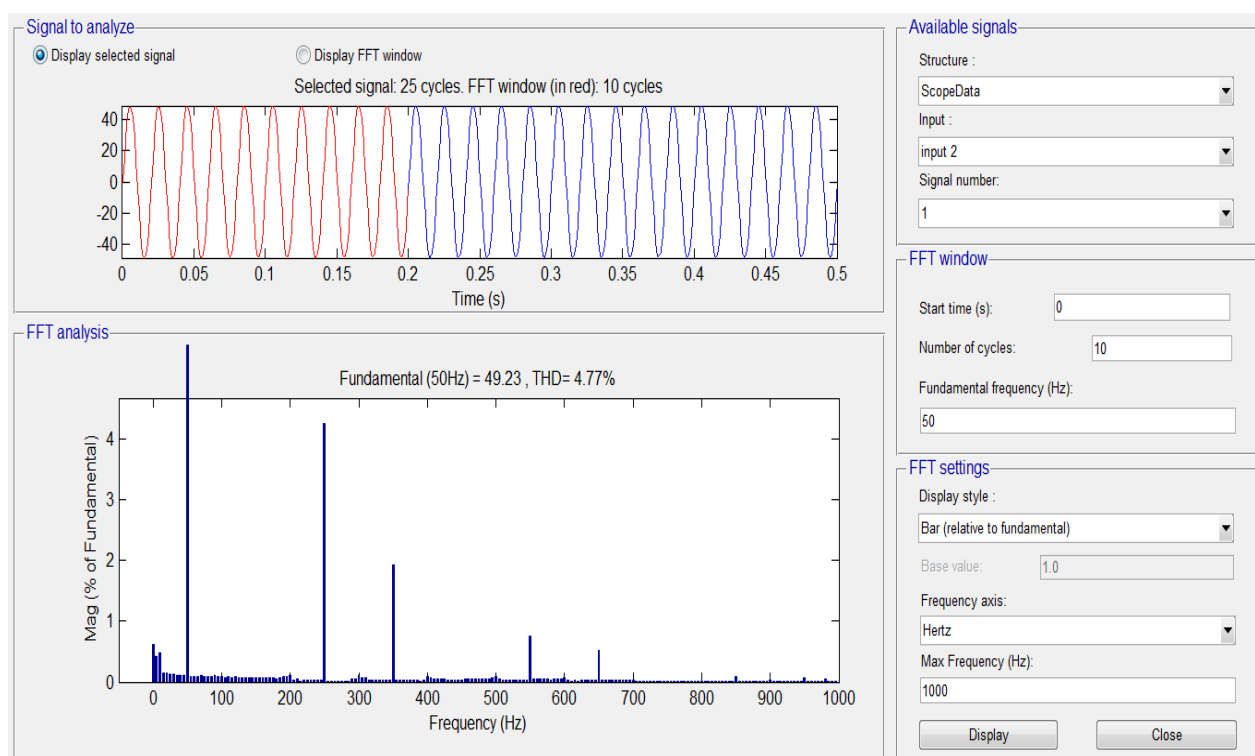 Signal to analyze
Display selected signal
Display FFT window
Selected signal: 25 cycles. FFT window (in red): 10 cycles
40
20
0
-20
-40
0 0.05 0.1 0.15 0.2 0.25 0.3 0.35 0.4 0.45 0.5
Time (s)
FFT analysis
Fundamental (50Hz) = 49.23 , THD= 4.77%
Mag (% of Fundamental)
4
3
2
1
0
0 100 200 300 400 500 600 700 800 900 1000
Frequency (Hz)
Available signals
Structure :
ScopeData
Input :
input 2
Signal number:
1
FFT window
Start time (s): 0
Number of cycles: 10
Fundamental frequency (Hz):
50
FFT settings
Display style :
Bar (relative to fundamental)
Base value: 1.0
Frequency axis:
Hertz
Max Frequency (Hz):
1000
Display Close